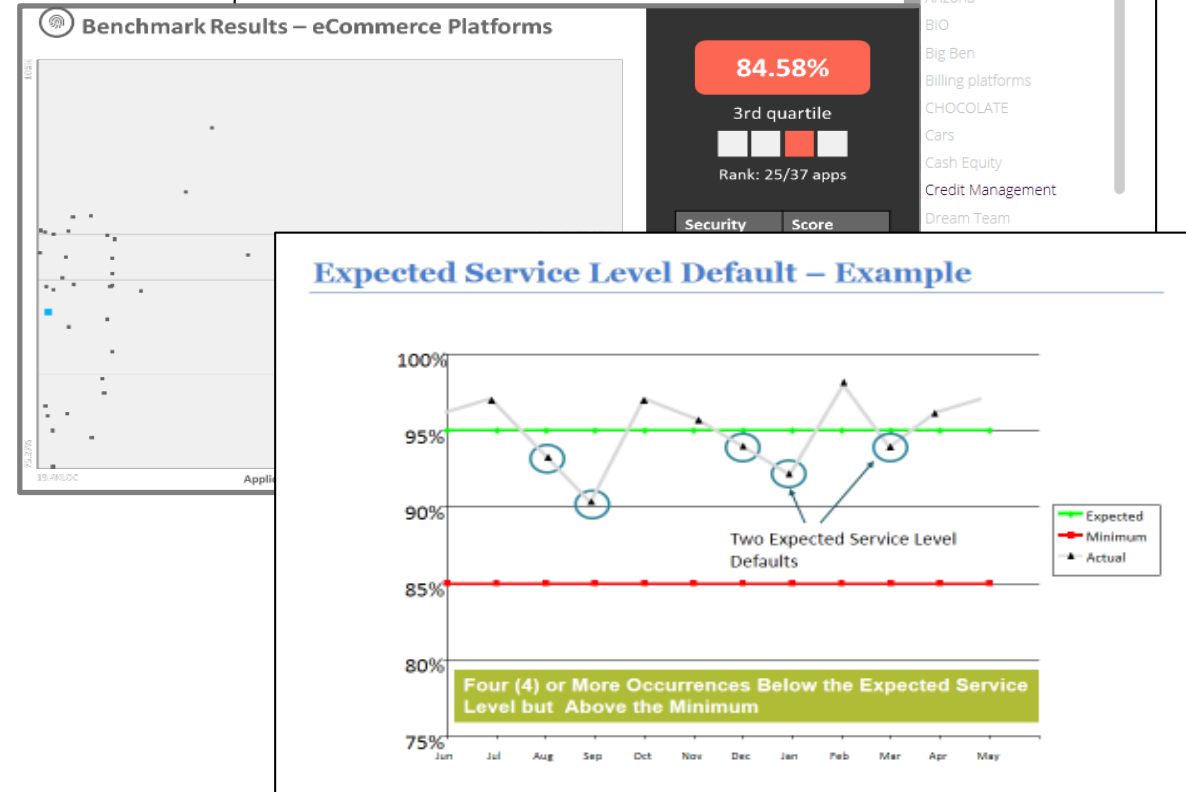 Benchmark Results – eCommerce Platforms
84.58%
3rd quartile
Rank: 25/37 apps
Security Score
BIO
Big Ben
Billing platforms
CHOCOLATE
Cars
Cash Equity
Credit Management
Dream Team
19.4KLOC
Expected Service Level Default – Example
100%
95%
90%
85%
80%
75%
Two Expected Service Level
Defaults
Expected
Minimum
Actual
Four (4) or More Occurrences Below the Expected Service
Level but Above the Minimum
Jun Jul Aug Sep Oct Nov Dec Jan Feb Mar Apr May